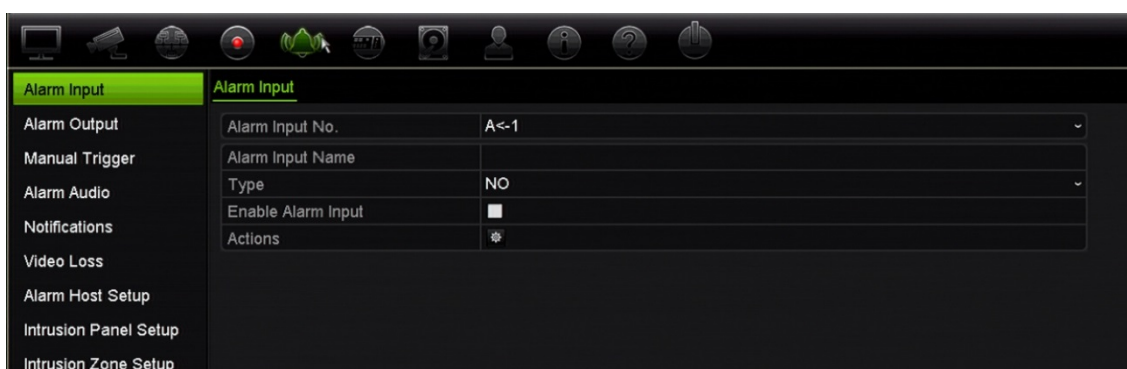 Alarm Input
Alarm Input
Alarm Output
Alarm Input No. A<-1
Manual Trigger
Alarm Input Name
Alarm Audio
Type NO
Enable Alarm Input
Notifications
Actions
Video Loss
Alarm Host Setup
Intrusion Panel Setup
Intrusion Zone Setup